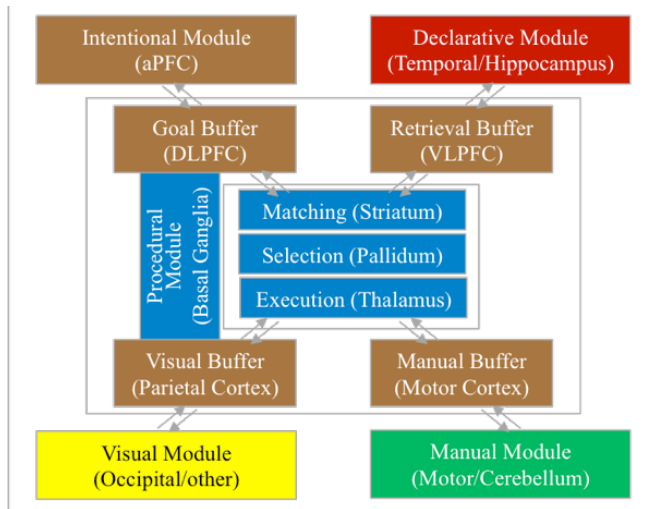 Intentional Module
(aPFC)
Declarative Module
(Temporal/Hippocampus)
Goal Buffer
(DLPFC)
Retrieval Buffer
(VLPFC)
Procedural
Module
(Basal Ganglia)
Matching (Striatum)
Selection (Pallidum)
Execution (Thalamus)
Visual Buffer
(Parietal Cortex)
Manual Buffer
(Motor Cortex)
Visual Module
(Occipital/other)
Manual Module
(Motor/Cerebellum)